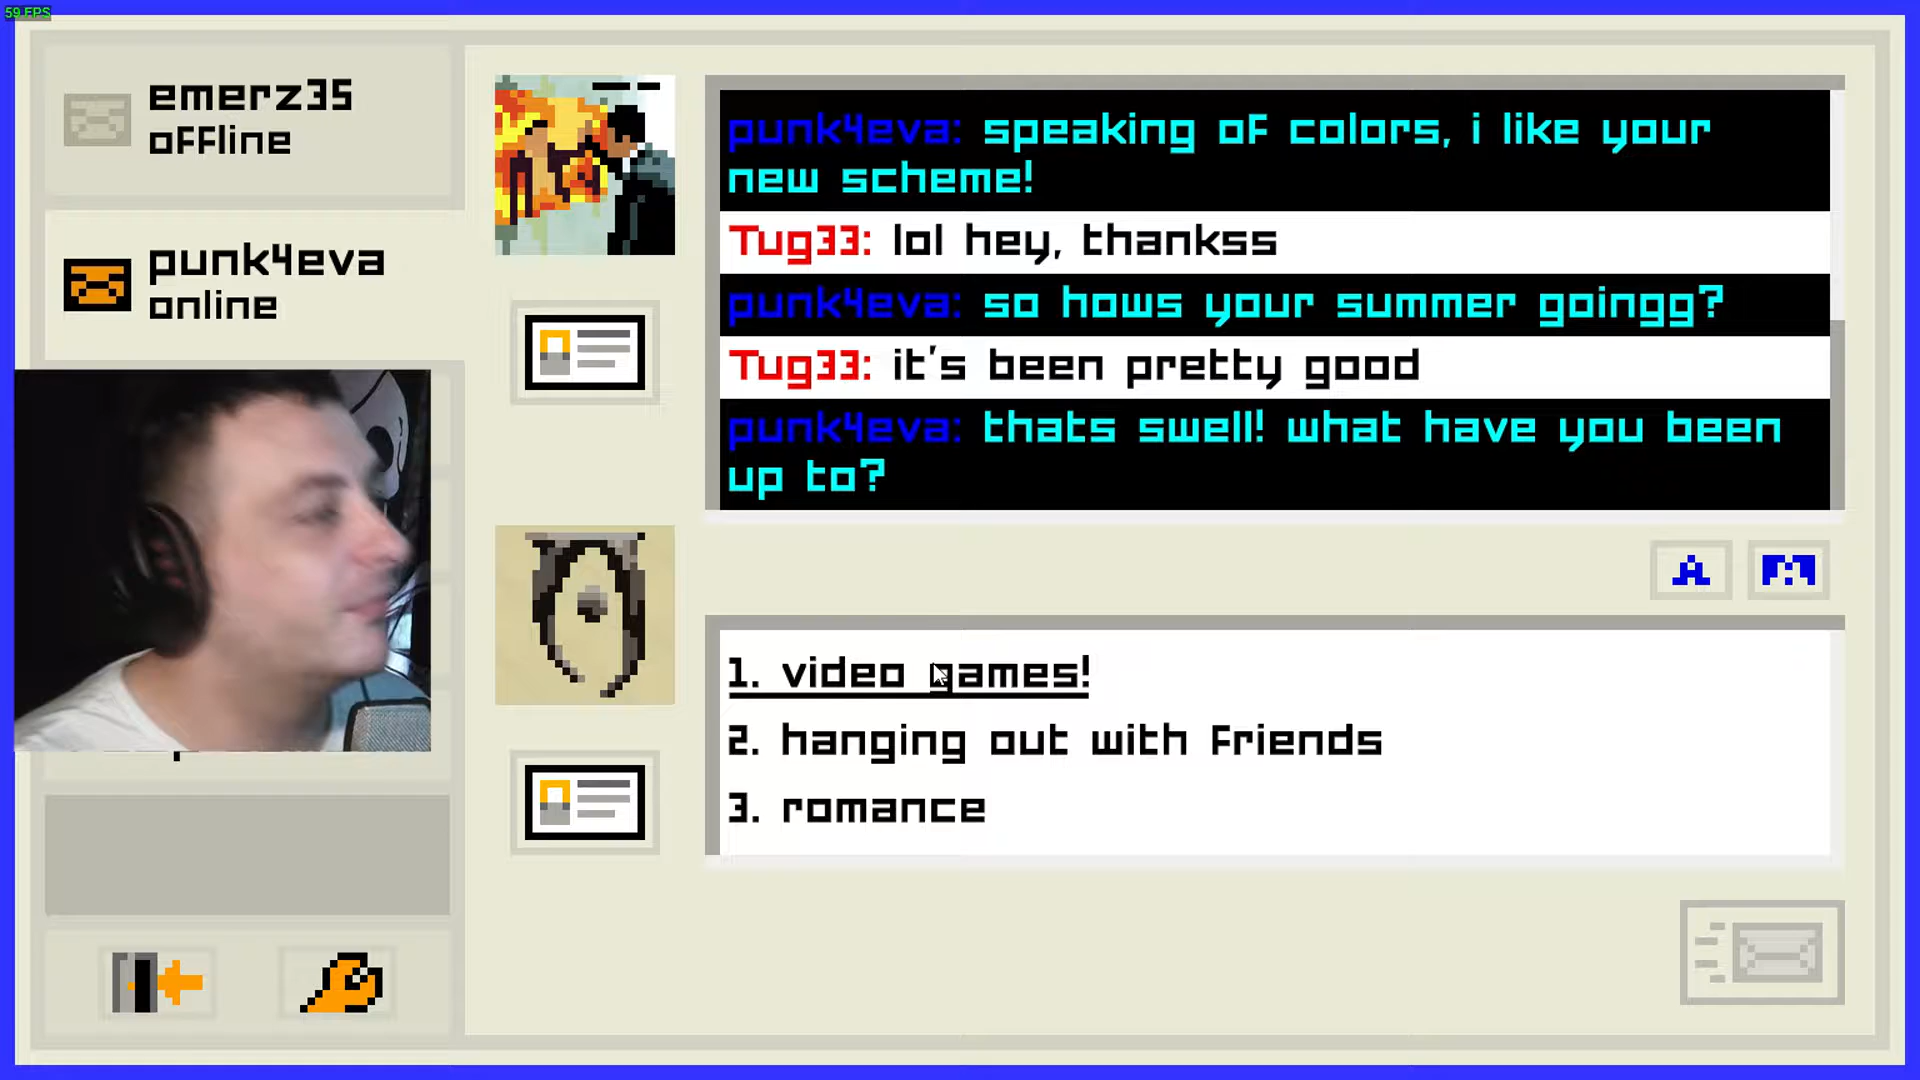 59 FPS
emerz35
offline
punk4eva
online
punk4eva: speaking of colors, i like your
new scheme!
Tug33: lol hey, thankss
punk4eva: so hows your summer goingg?
Tug33: it's been pretty good
punk4eva: thats swell! what have you been
up to?
A
1. video games!
2. hanging out with friends
3. romance